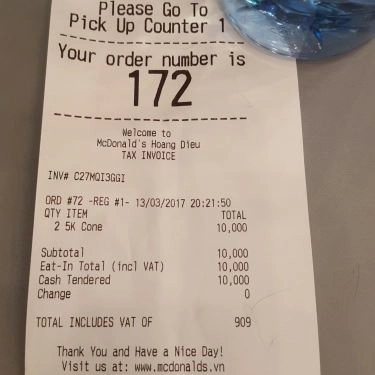 Please Go To
Pick Up Counter 1
Your order number is
172
Welcome to
McDonald's Hoang Dieu
TAX INVOICE
INV# C27MQI3GGI
ORD #72 -REG #1- 13/03/2017 20:21:50
QTY ITEM TOTAL
2 5K Cone 10,000
Subtotal 10,000
Eat-In Total (incl VAT) 10,000
Cash Tendered 10,000
Change 0
TOTAL INCLUDES VAT OF 909
Thank You and Have a Nice Day!
Visit us at: www.mcdonalds.vn